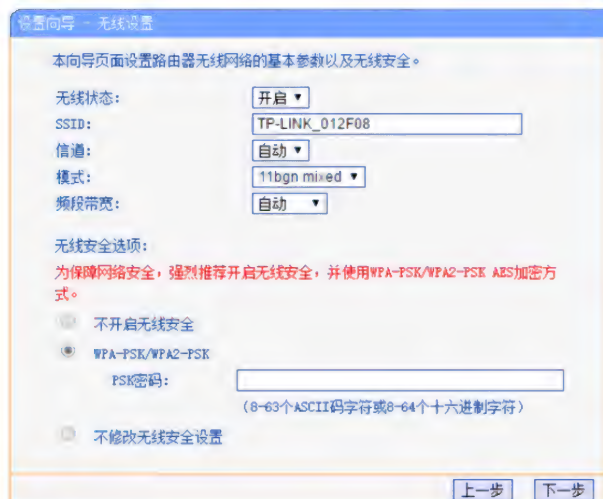 设置向导 - 无线设置
本向导页面设置路由器无线网络的基本参数以及无线安全。
无线状态: 开启
SSID: TP-LINK_012F08
信道: 自动
模式: 11bgn mixed
频段带宽: 自动
无线安全选项:
为保障网络安全，强烈推荐开启无线安全，并使用WPA-PSK/WPA2-PSK AES加密方
式。
不开启无线安全
WPA-PSK/WPA2-PSK
PSK密码:
(8-63个ASCII码字符或8-64个十六进制字符)
不修改无线安全设置
上一步 下一步